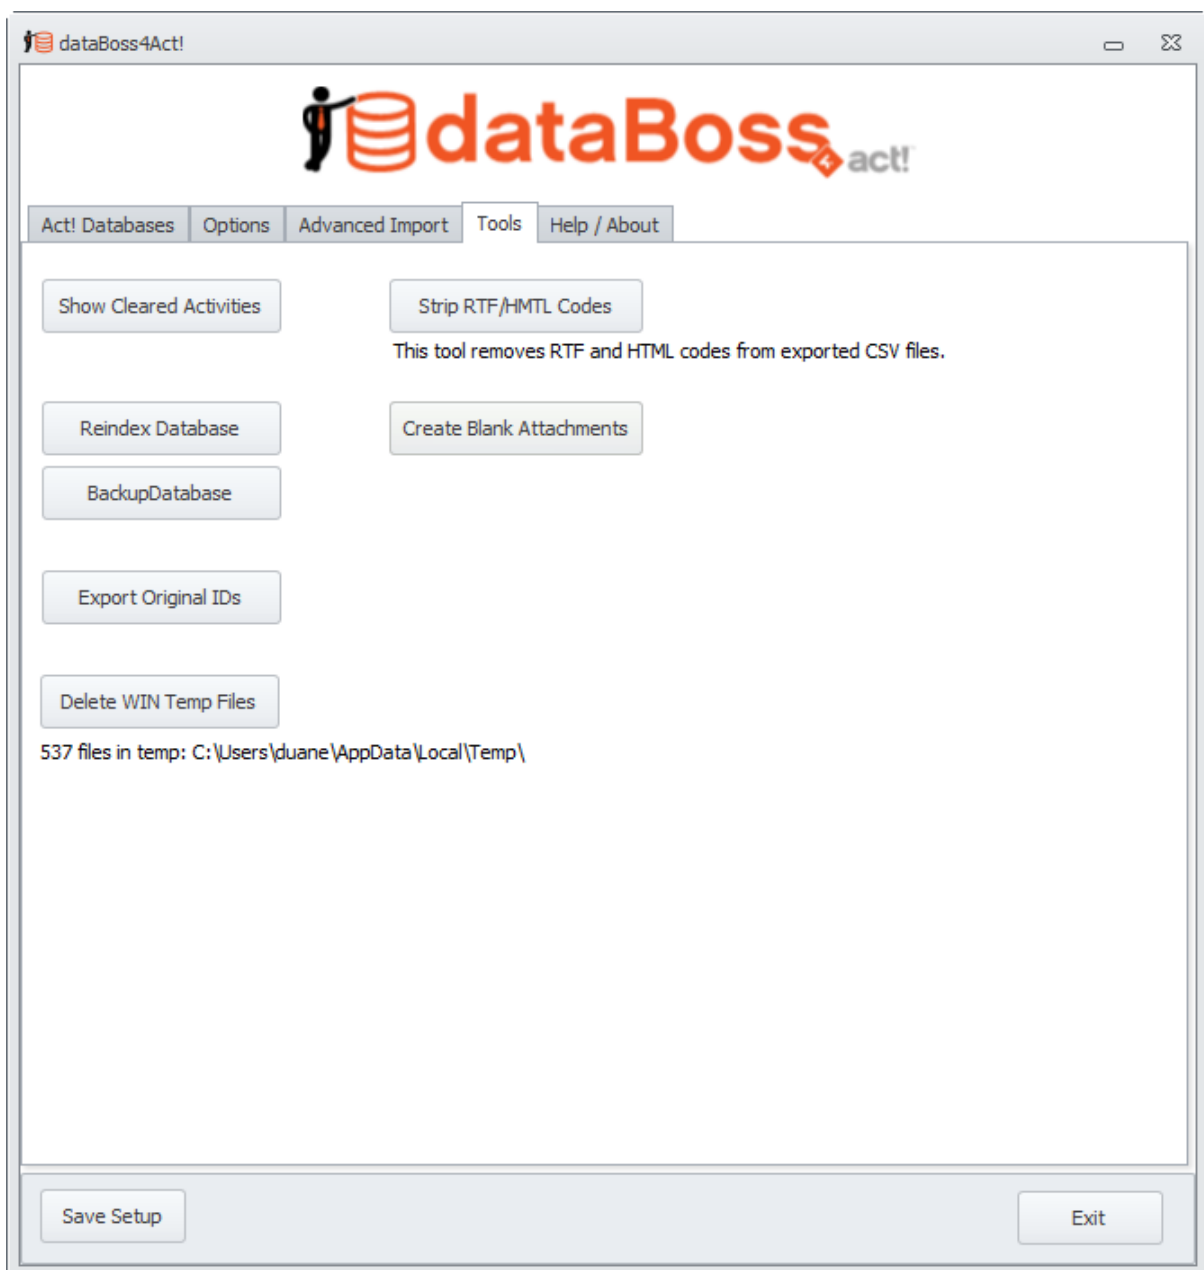 dataBoss4Act!
dataBoss 4 act!
Act! Databases Options Advanced Import Tools Help / About
Show Cleared Activities Strip RTF/HMTL Codes
This tool removes RTF and HTML codes from exported CSV files.
Reindex Database Create Blank Attachments
BackupDatabase
Export Original IDs
Delete WIN Temp Files
537 files in temp: C:\Users\duane\AppData\Local\Temp\
Save Setup Exit